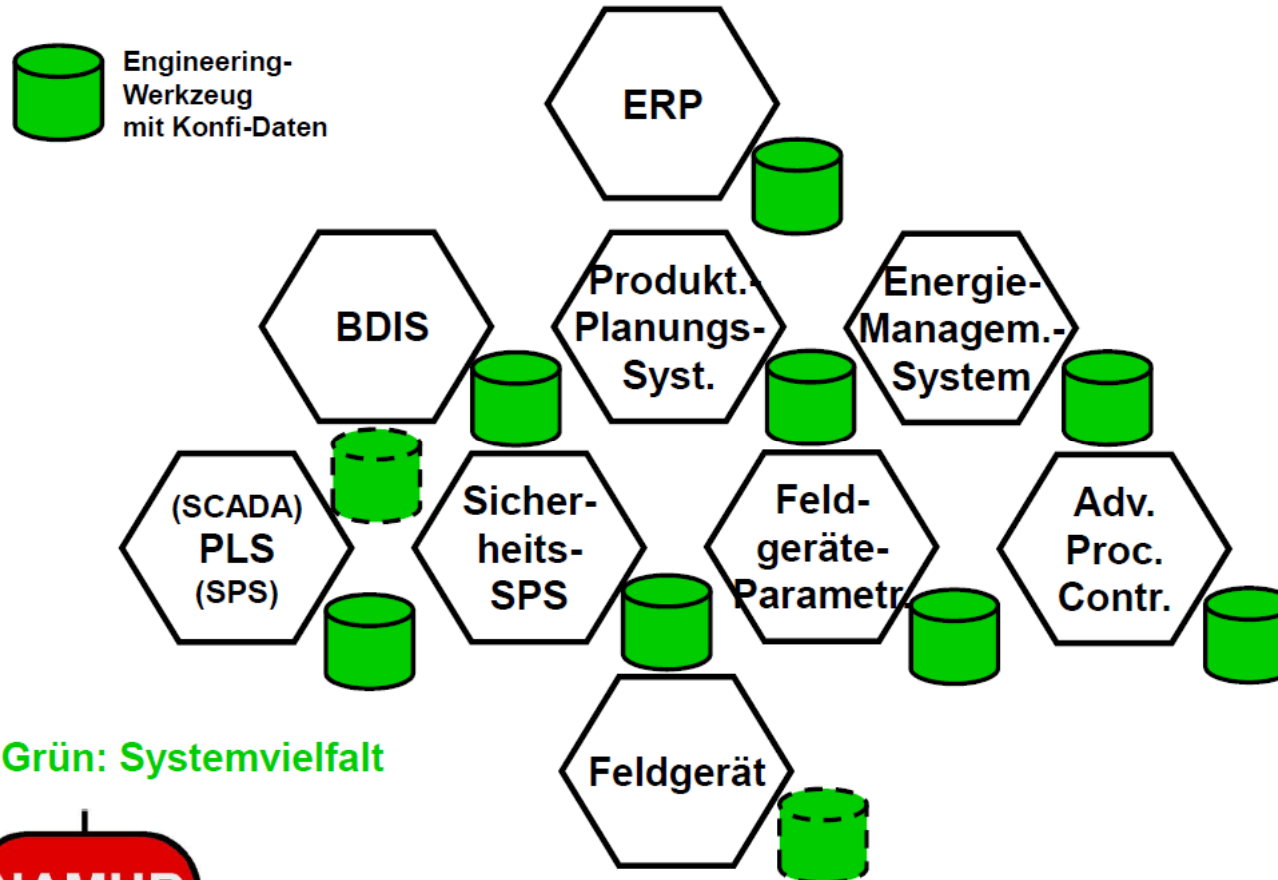 Engineering-
Werkzeug
mit Konfi-Daten
ERP
BDIS
Produkt.-
Planungs-
Syst.
Energie-
Managem.-
System
(SCADA)
PLS
(SPS)
Sicher-
heits-
SPS
Feld-
geräte-
Parametr.
Adv.
Proc.
Contr.
Grün: Systemvielfalt
Feldgerät
NAMUR